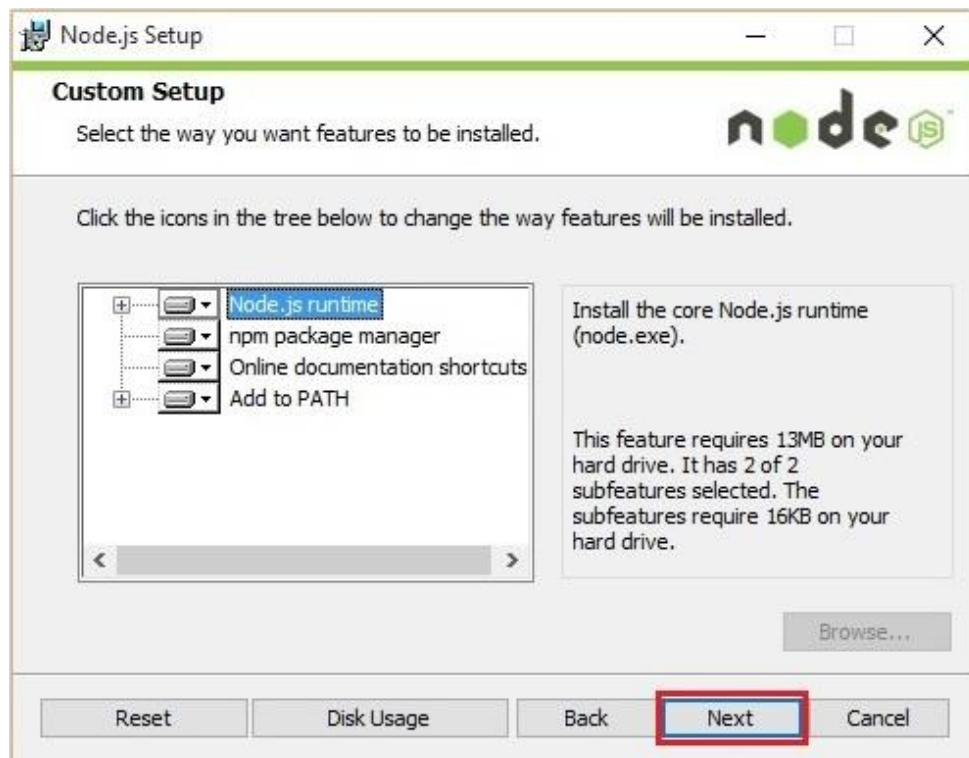 Node.js Setup
Custom Setup
Select the way you want features to be installed.
node JS
Click the icons in the tree below to change the way features will be installed.
Node.js runtime
npm package manager
Online documentation shortcuts
Add to PATH
Install the core Node.js runtime
(node.exe).
This feature requires 13MB on your
hard drive. It has 2 of 2
subfeatures selected. The
subfeatures require 16KB on your
hard drive.
Browse...
Reset
Disk Usage
Back
Next
Cancel